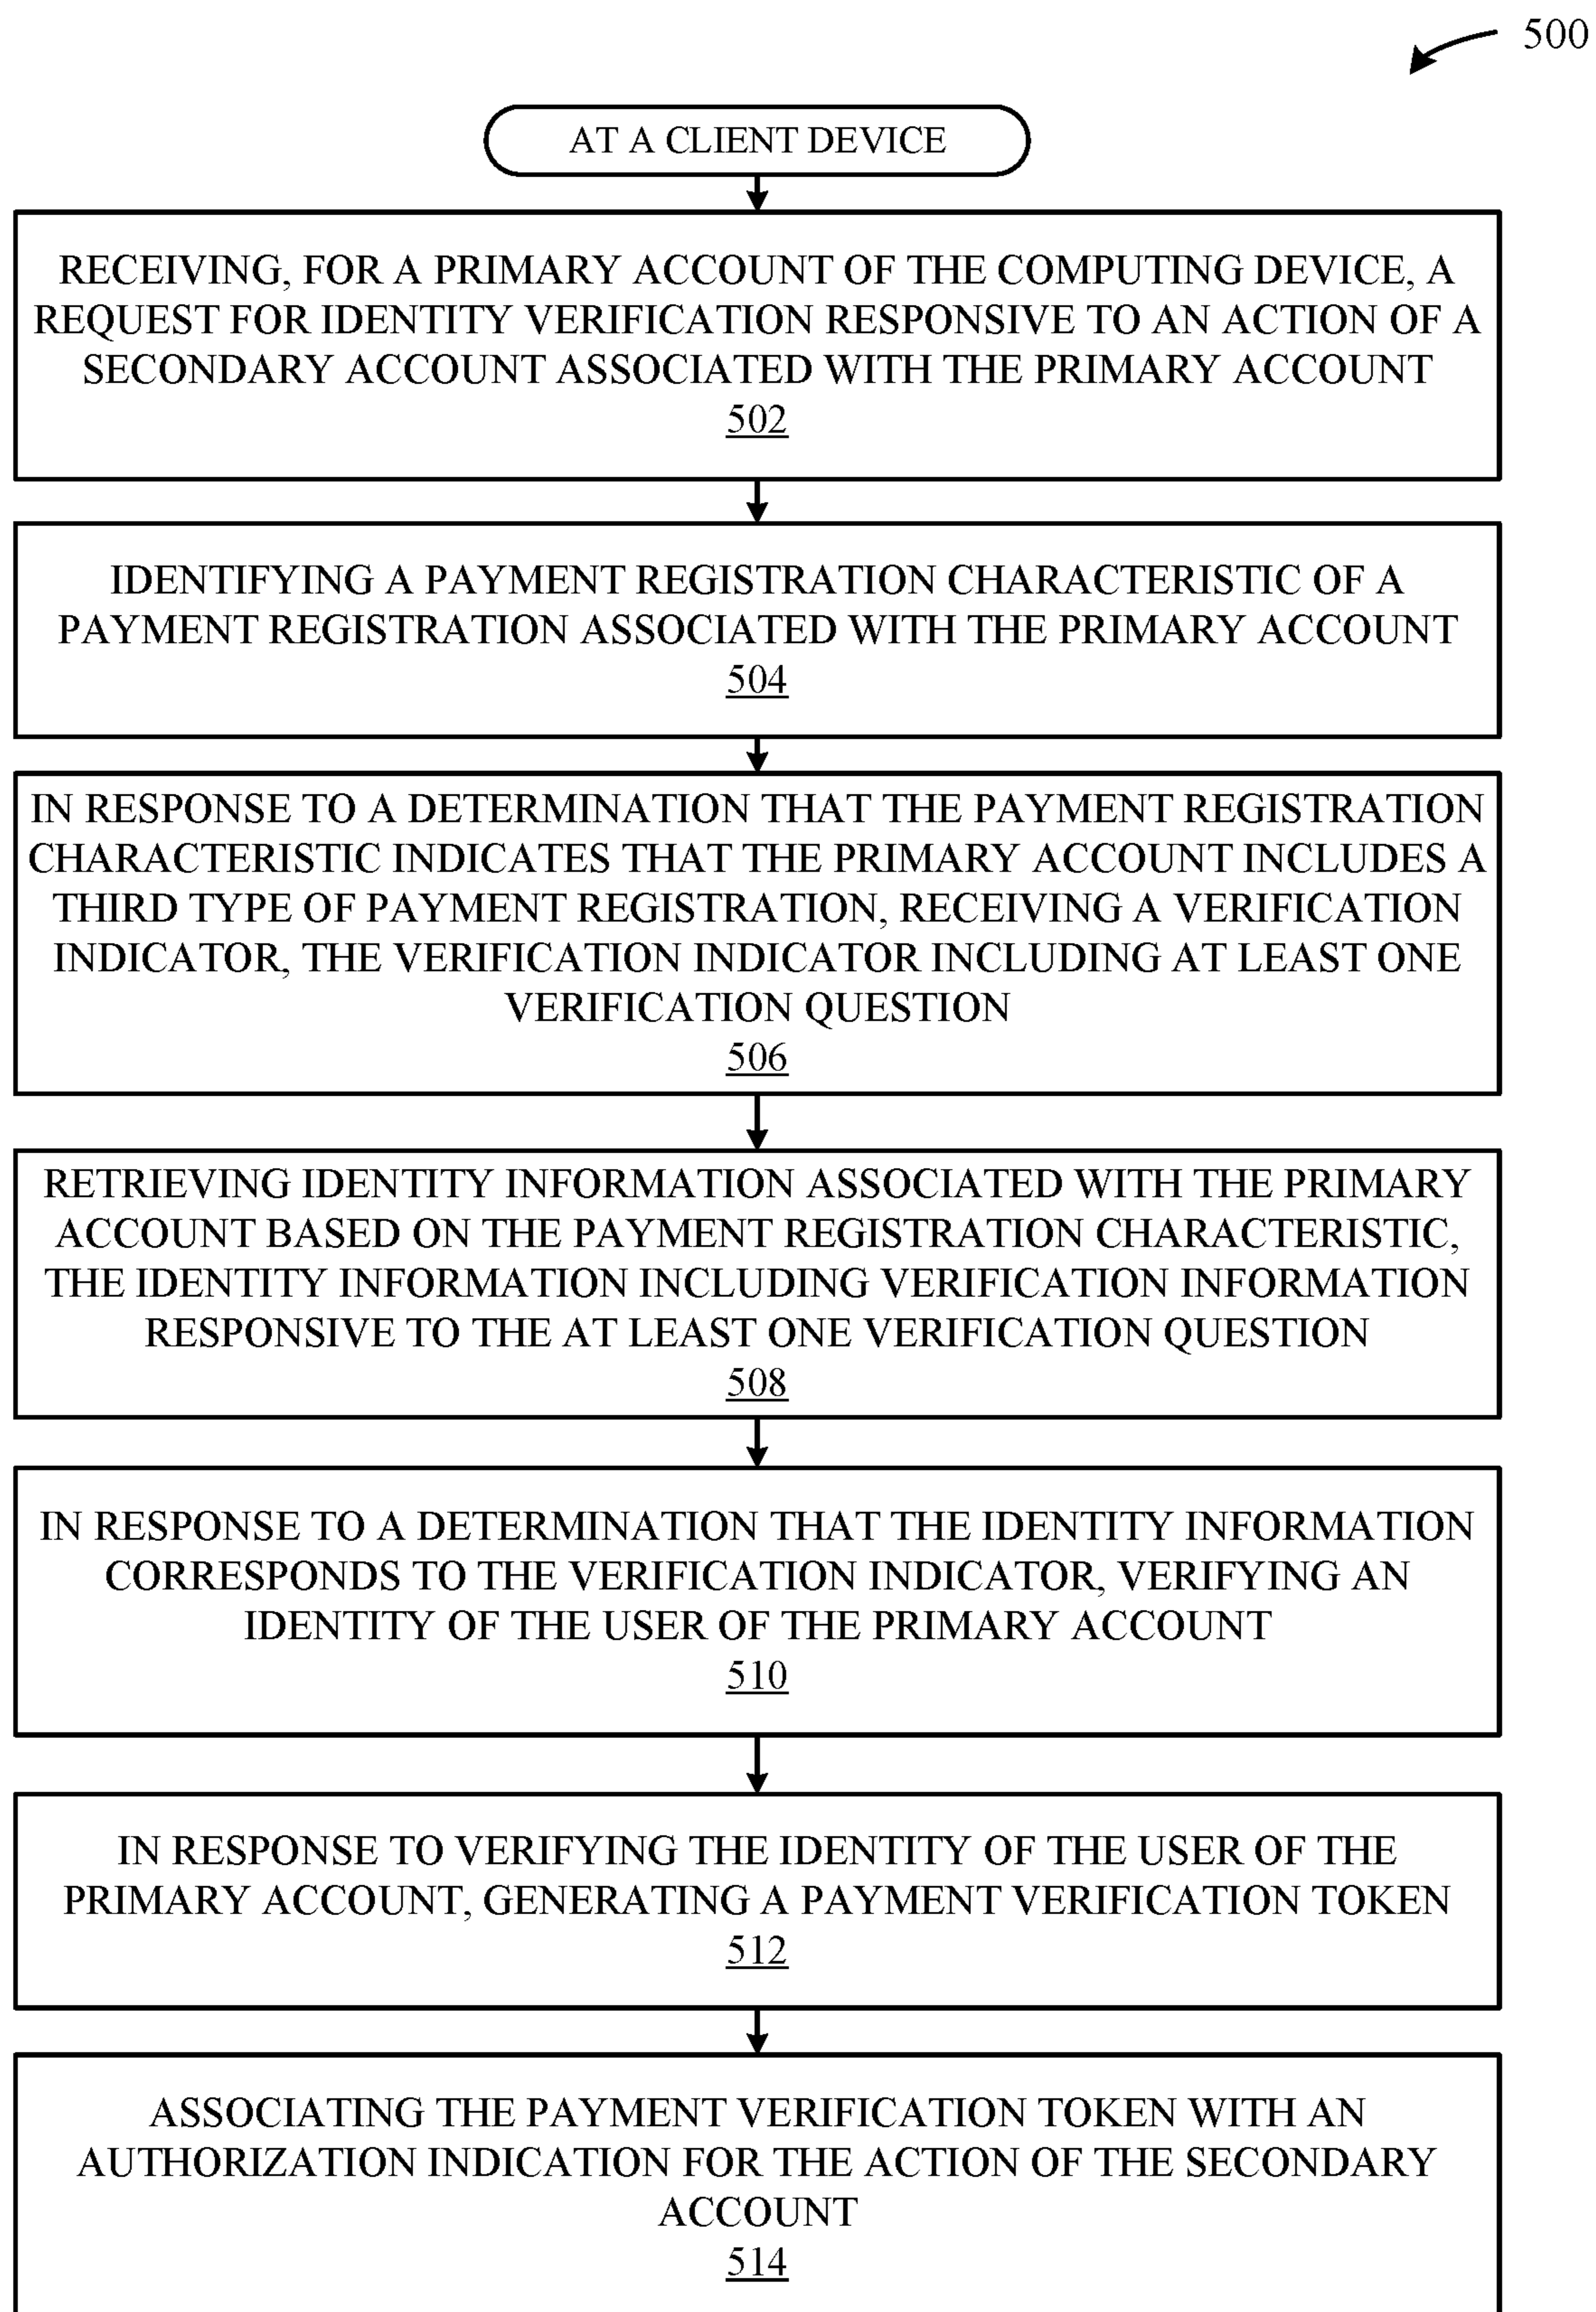 500
AT A CLIENT DEVICE
RECEIVING, FOR A PRIMARY ACCOUNT OF THE COMPUTING DEVICE, A
REQUEST FOR IDENTITY VERIFICATION RESPONSIVE TO AN ACTION OF A
SECONDARY ACCOUNT ASSOCIATED WITH THE PRIMARY ACCOUNT
502
IDENTIFYING A PAYMENT REGISTRATION CHARACTERISTIC OF A
PAYMENT REGISTRATION ASSOCIATED WITH THE PRIMARY ACCOUNT
504
IN RESPONSE TO A DETERMINATION THAT THE PAYMENT REGISTRATION
CHARACTERISTIC INDICATES THAT THE PRIMARY ACCOUNT INCLUDES A
THIRD TYPE OF PAYMENT REGISTRATION, RECEIVING A VERIFICATION
INDICATOR, THE VERIFICATION INDICATOR INCLUDING AT LEAST ONE
VERIFICATION QUESTION
506
RETRIEVING IDENTITY INFORMATION ASSOCIATED WITH THE PRIMARY
ACCOUNT BASED ON THE PAYMENT REGISTRATION CHARACTERISTIC,
THE IDENTITY INFORMATION INCLUDING VERIFICATION INFORMATION
RESPONSIVE TO THE AT LEAST ONE VERIFICATION QUESTION
508
IN RESPONSE TO A DETERMINATION THAT THE IDENTITY INFORMATION
CORRESPONDS TO THE VERIFICATION INDICATOR, VERIFYING AN
IDENTITY OF THE USER OF THE PRIMARY ACCOUNT
510
IN RESPONSE TO VERIFYING THE IDENTITY OF THE USER OF THE
PRIMARY ACCOUNT, GENERATING A PAYMENT VERIFICATION TOKEN
512
ASSOCIATING THE PAYMENT VERIFICATION TOKEN WITH AN
AUTHORIZATION INDICATION FOR THE ACTION OF THE SECONDARY
ACCOUNT
514